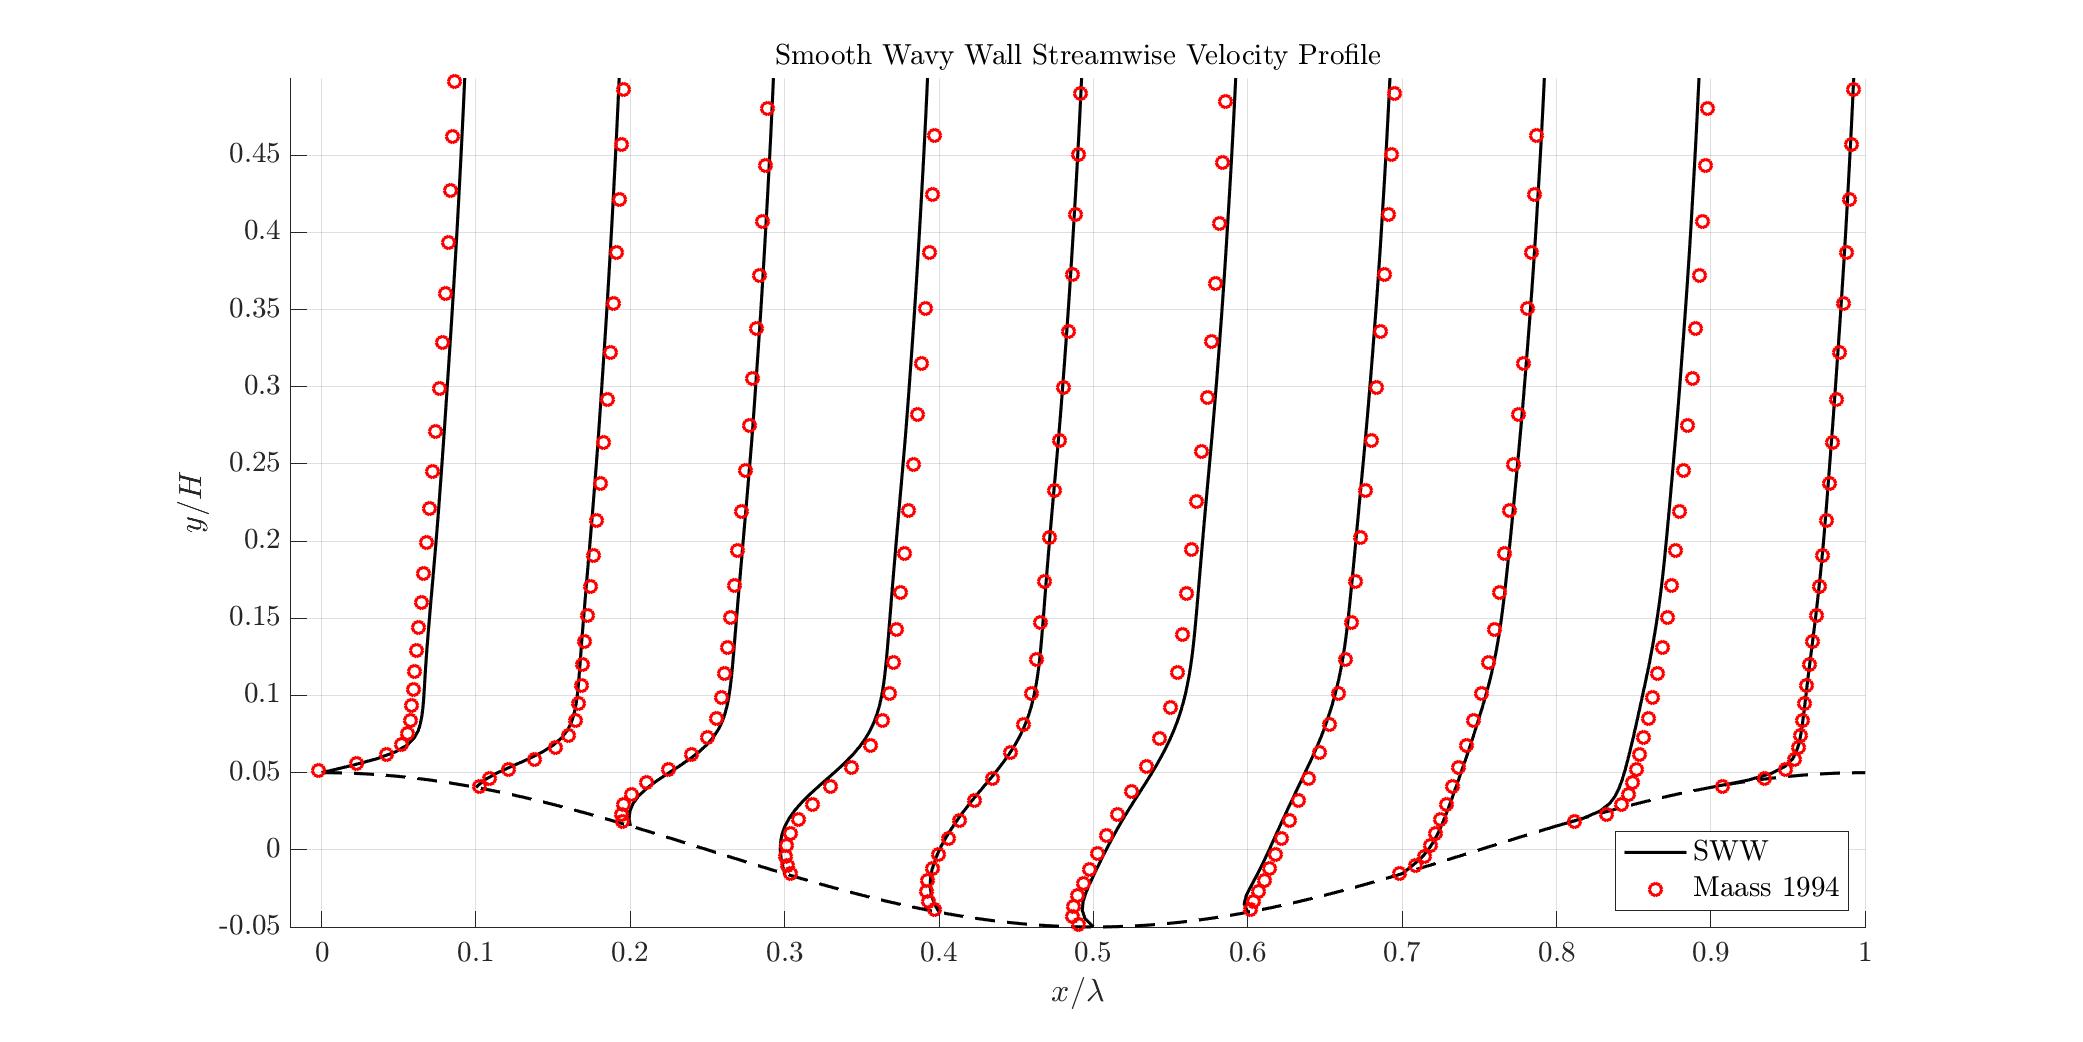 Smooth Wavy Wall Streamwise Velocity Profile
0.45
0.4
0.35
0.3
0.25
0.2
0.15
0.1
0.05
0
-0.05
y/H
0 0.1 0.2 0.3 0.4 0.5 0.6 0.7 0.8 0.9 1
x/λ
SWW
Maass 1994